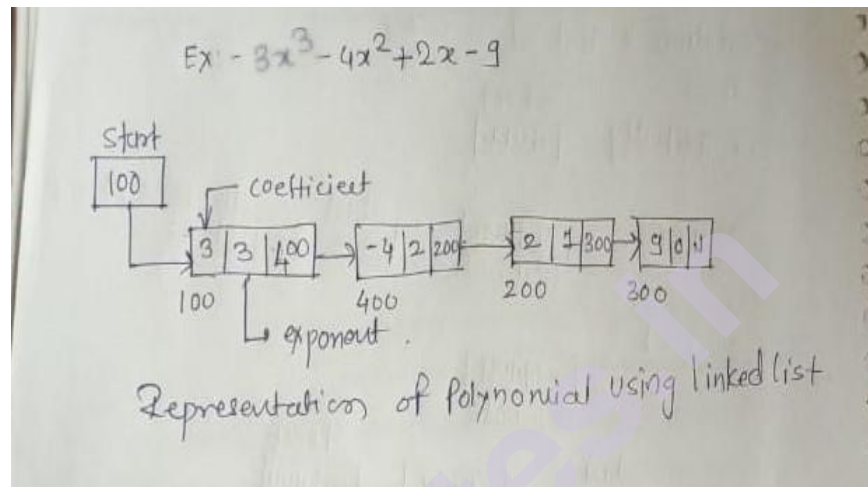 Ex:- 3x³ - 4x² + 2x - 9
Start
100
coefficient
3 | 3 | 400
-4 | 2 | 200
2 | 1 | 300
9 | 0 |
100
400
200
300
exponent.
Representation of Polynomial using linked list